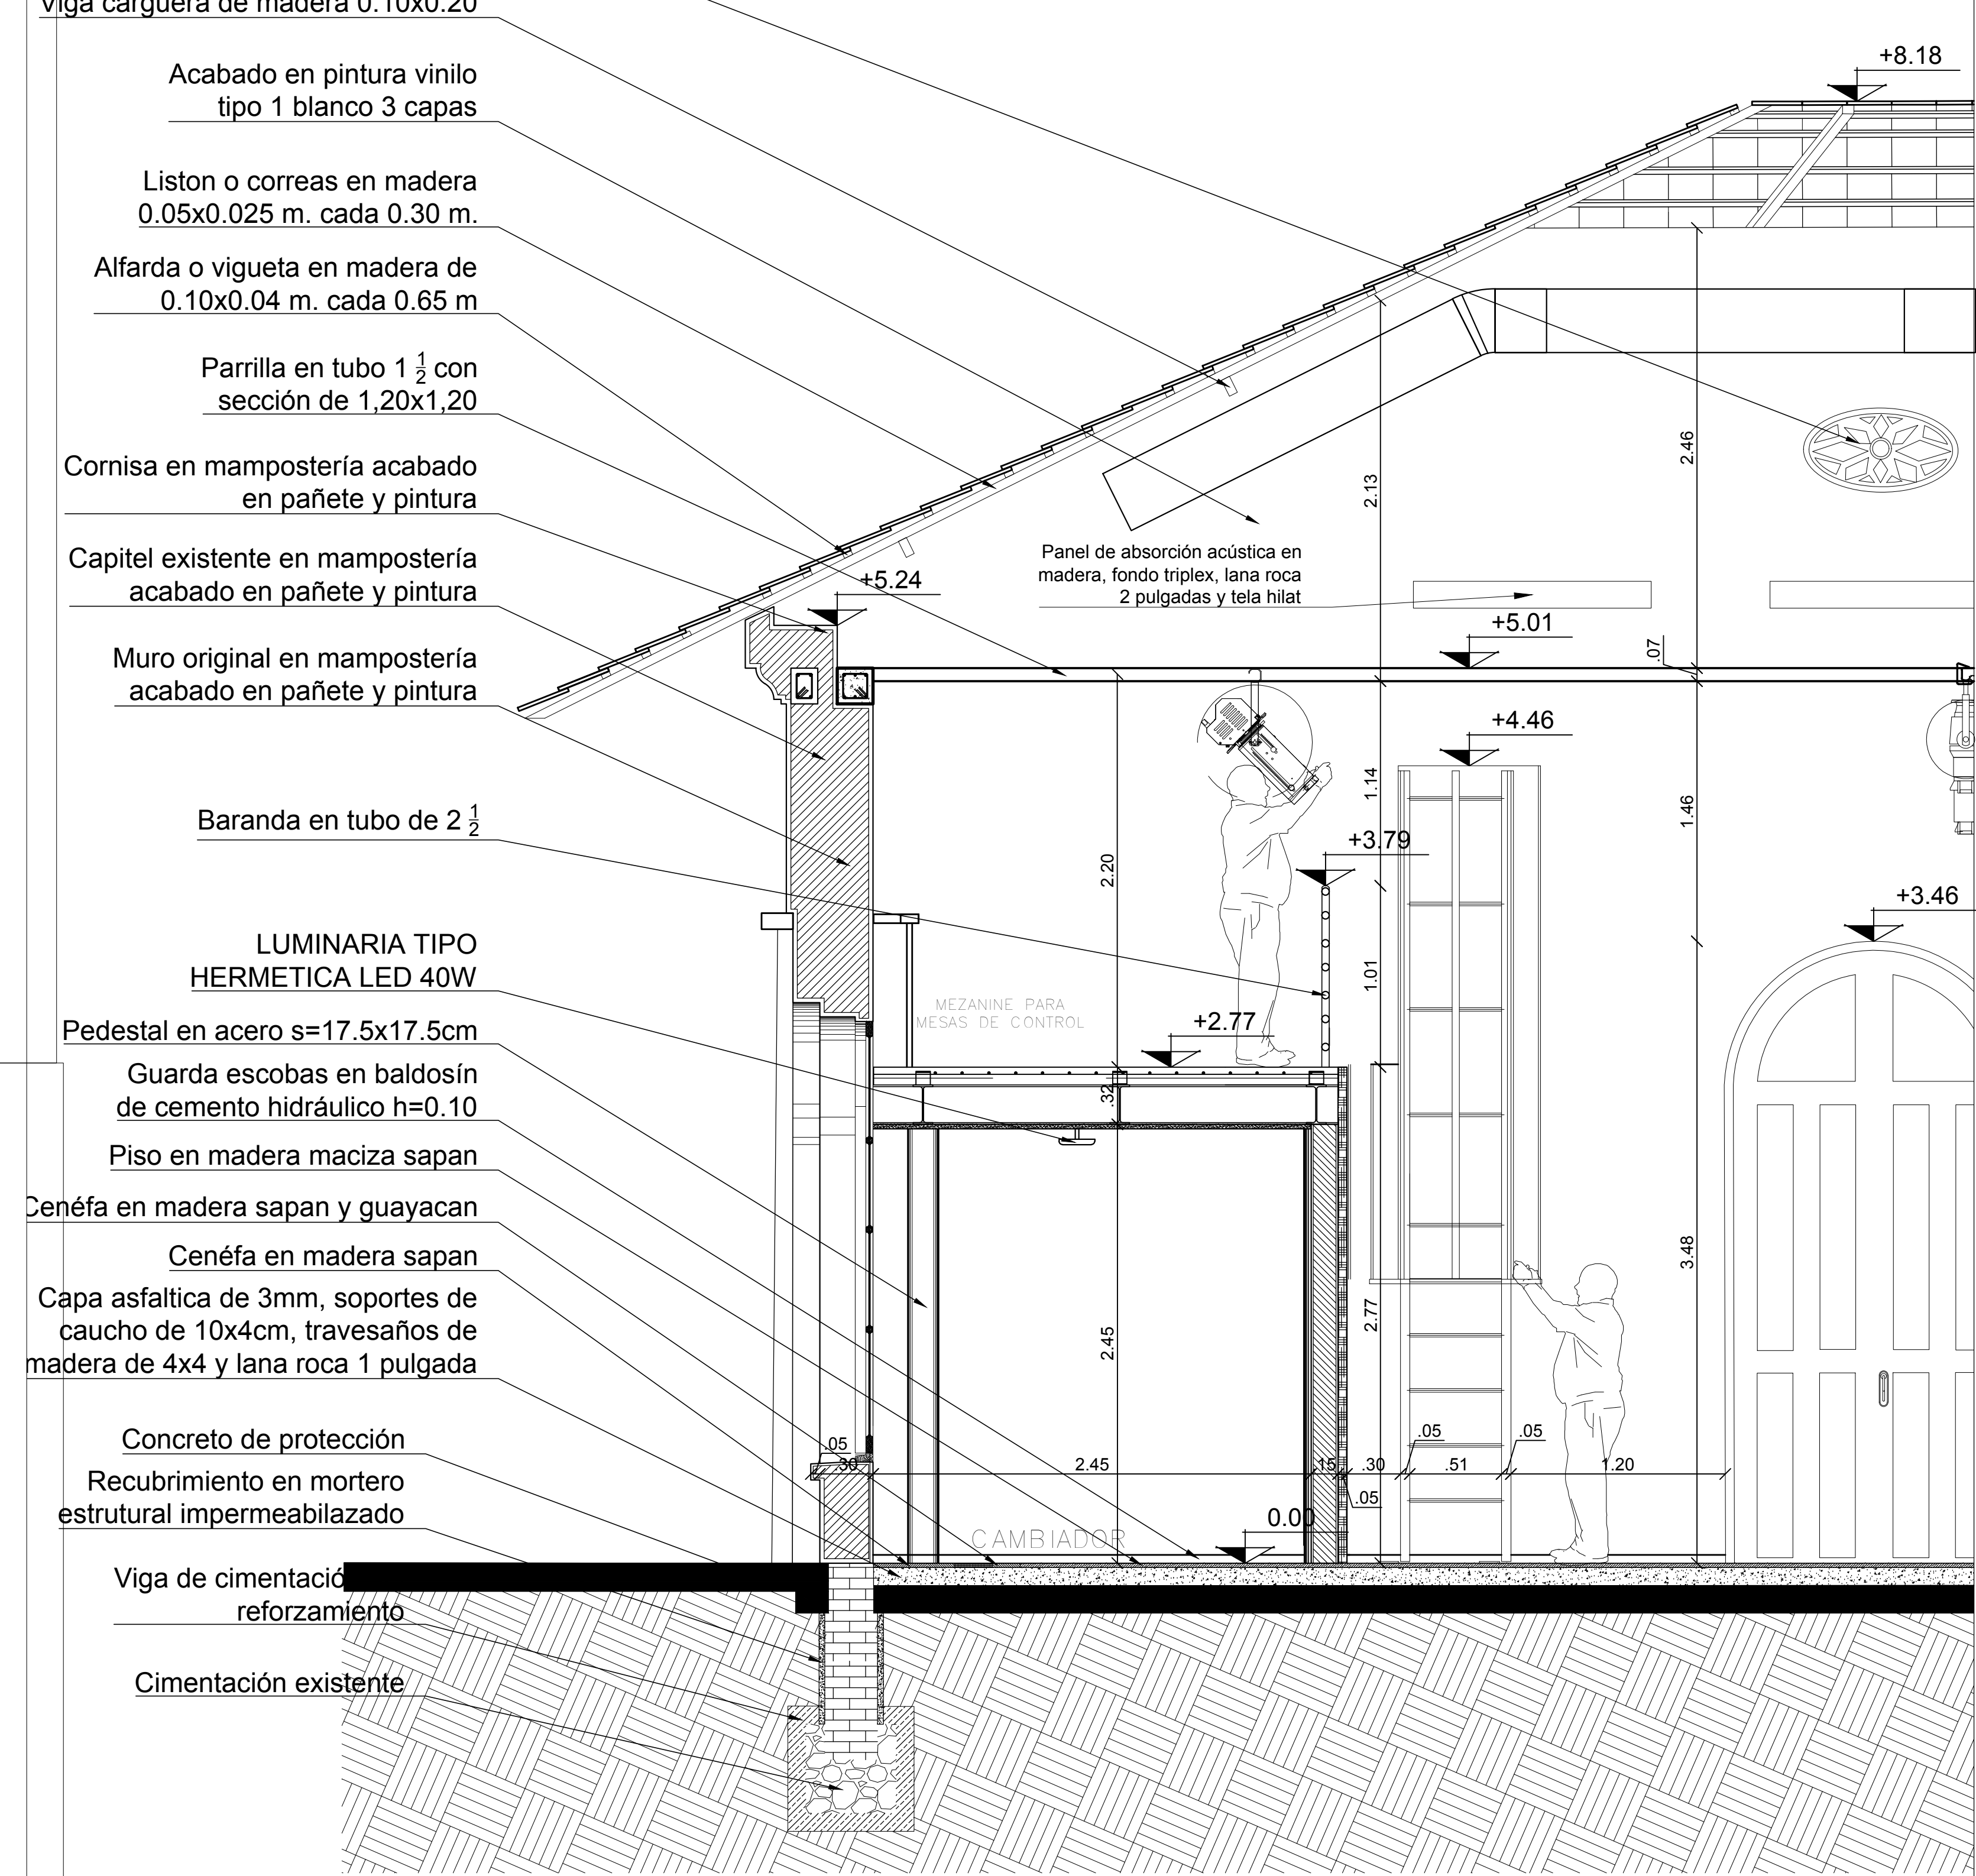 Viga carguera de madera 0.10x0.20
Acabado en pintura vinilo
tipo 1 blanco 3 capas
Liston o correas en madera
0.05x0.025 m. cada 0.30 m.
Alfarda o vigueta en madera de
0.10x0.04 m. cada 0.65 m
Parrilla en tubo 1 1/2 con
sección de 1,20x1,20
Cornisa en mampostería acabado
en pañete y pintura
Capitel existente en mampostería
acabado en pañete y pintura
Muro original en mampostería
acabado en pañete y pintura
Baranda en tubo de 2 1/2
LUMINARIA TIPO
HERMETICA LED 40W
Pedestal en acero s=17.5x17.5cm
Guarda escobas en baldosín
de cemento hidráulico h=0.10
Piso en madera maciza sapan
Cenéfa en madera sapan y guayacan
Cenéfa en madera sapan
Capa asfaltica de 3mm, soportes de
caucho de 10x4cm, travesaños de
madera de 4x4 y lana roca 1 pulgada
Concreto de protección
Recubrimiento en mortero
estrutural impermeabilazado
Viga de cimentació
reforzamiento
Cimentación existente
+8.18
2.46
2.13
Panel de absorción acústica en
madera, fondo triplex, lana roca
2 pulgadas y tela hilat
+5.24
+5.01
.07
+4.46
1.14
1.46
+3.79
2.20
+3.46
1.01
MEZANINE PARA
MESAS DE CONTROL
+2.77
.32
3.48
2.77
2.45
.05
.30
2.45
.15
.30
.05
.51
.05
1.20
.05
0.00
CAMBIADOR